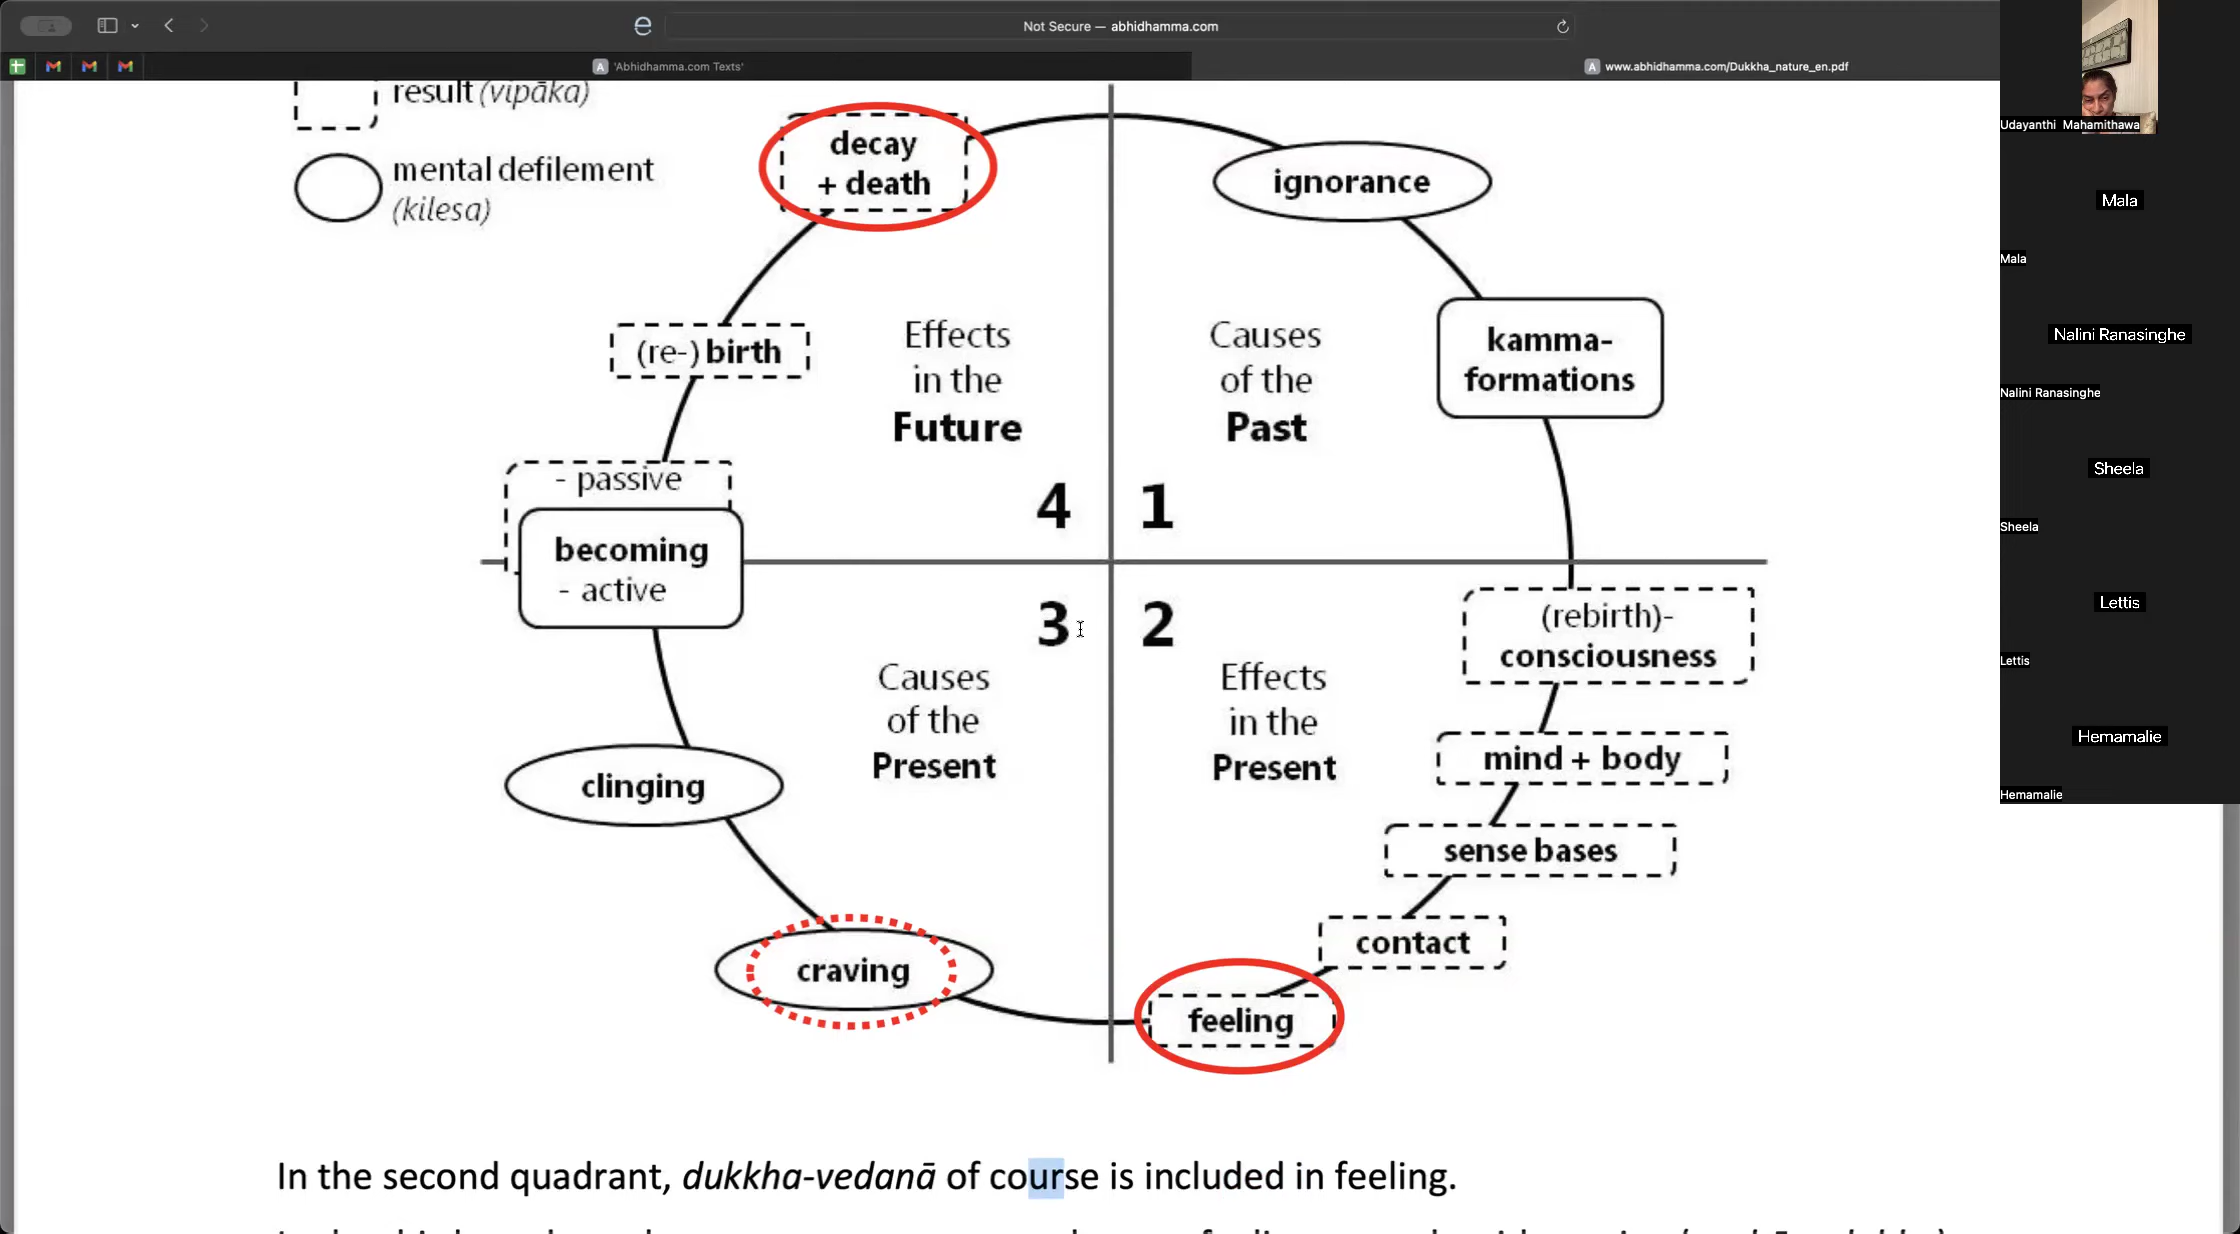 Not Secure — abhidhamma.com
'Abhidhamma.com Texts'
www.abhidhamma.com/Dukkha_nature_en.pdf
result (vipāka)
mental defilement
(kilesa)
decay
+ death
ignorance
(re-) birth
Effects
in the
Future
Causes
of the
Past
kamma-
formations
- passive
4
1
becoming
- active
3
2
(rebirth)-
consciousness
Causes
of the
Present
Effects
in the
Present
mind + body
clinging
sense bases
contact
craving
feeling
In the second quadrant, dukkha-vedanā of course is included in feeling.
Udayanthi Mahamithawa
Mala
Mala
Nalini Ranasinghe
Nalini Ranasinghe
Sheela
Sheela
Lettis
Lettis
Hemamalie
Hemamalie